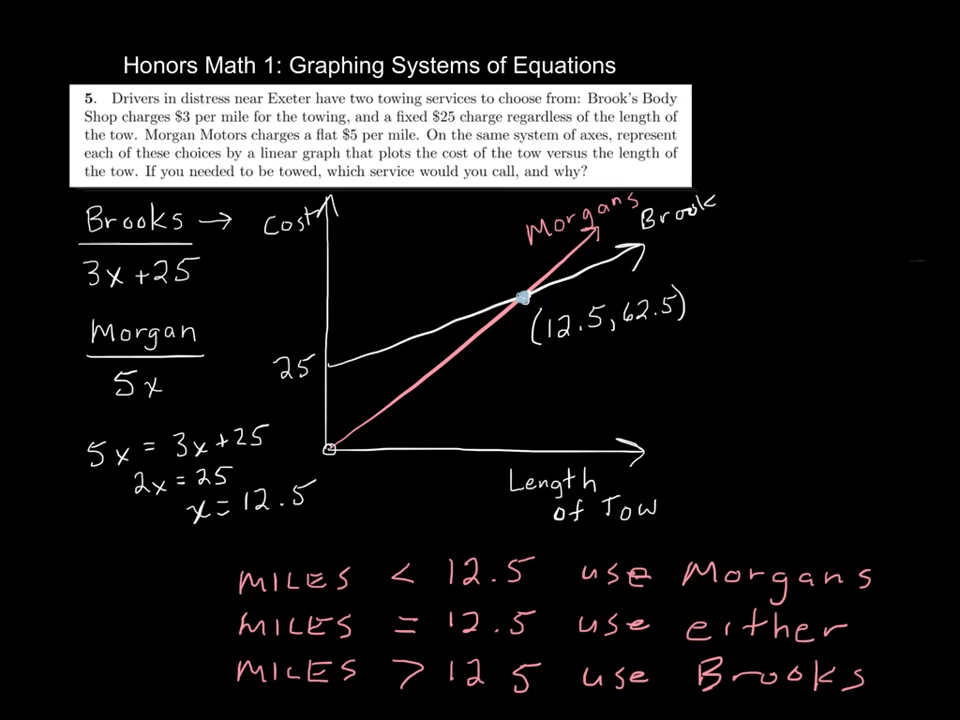 Honors Math 1: Graphing Systems of Equations
5. Drivers in distress near Exeter have two towing services to choose from: Brook's Body
Shop charges $3 per mile for the towing, and a fixed $25 charge regardless of the length of
the tow. Morgan Motors charges a flat $5 per mile. On the same system of axes, represent
each of these choices by a linear graph that plots the cost of the tow versus the length of
the tow. If you needed to be towed, which service would you call, and why?
Brooks →
3x +25
Morgan
5x
5x = 3x+25
2x = 25
x = 12.5
Cost
25
Morgans
Brook
(12.5, 62.5)
Length
of Tow
MILES < 12.5 use Morgans
MILES = 12.5 use either
MILES > 12 5 use Brooks